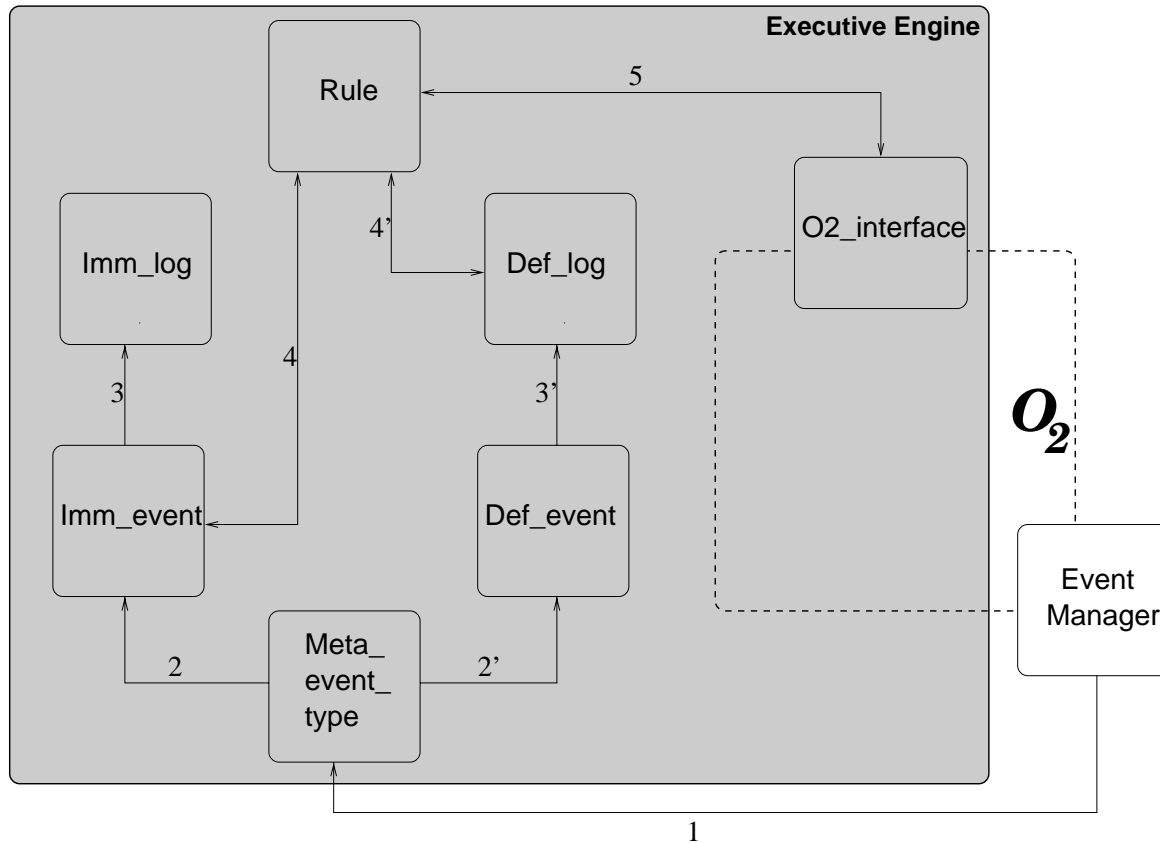 Executive Engine
Rule
5
O2_interface
4’
Imm_log
Def_log
4
3
3’
O2
Imm_event
Def_event
Event
Manager
Meta_
event_
type
2
2’
1